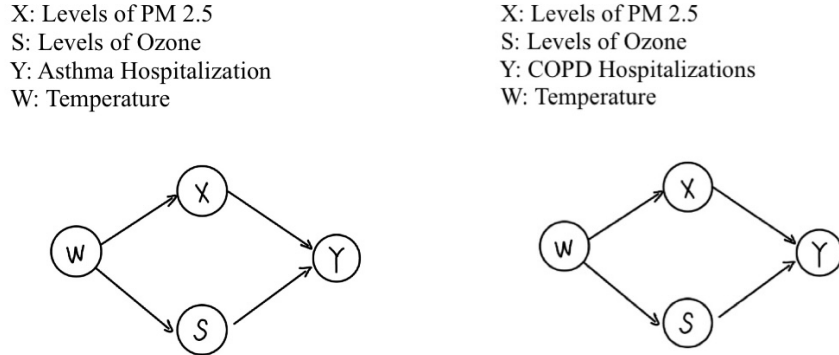 X: Levels of PM 2.5
S: Levels of Ozone
Y: Asthma Hospitalization
W: Temperature
X
W
Y
S
X: Levels of PM 2.5
S: Levels of Ozone
Y: COPD Hospitalizations
W: Temperature
X
W
Y
S